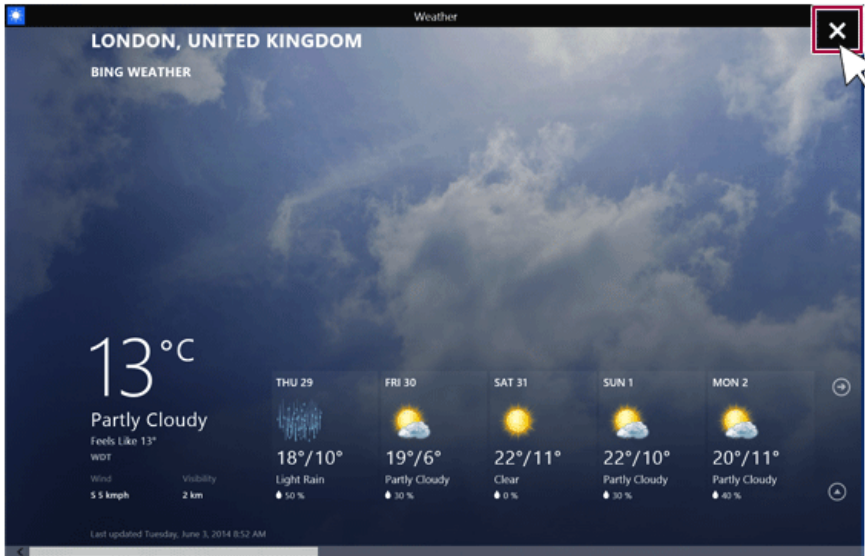 Weather
LONDON, UNITED KINGDOM
BING WEATHER
13°C
Partly Cloudy
Feels Like 13°
WDT
Wind Visibility
S 5 kmph 2 km
THU 29 FRI 30 SAT 31 SUN 1 MON 2
18°/10° 19°/6° 22°/11° 22°/10° 20°/11°
Light Rain Partly Cloudy Clear Partly Cloudy Partly Cloudy
50 % 30 % 0 % 30 % 40 %
Last updated Tuesday, June 3, 2014 8:52 AM